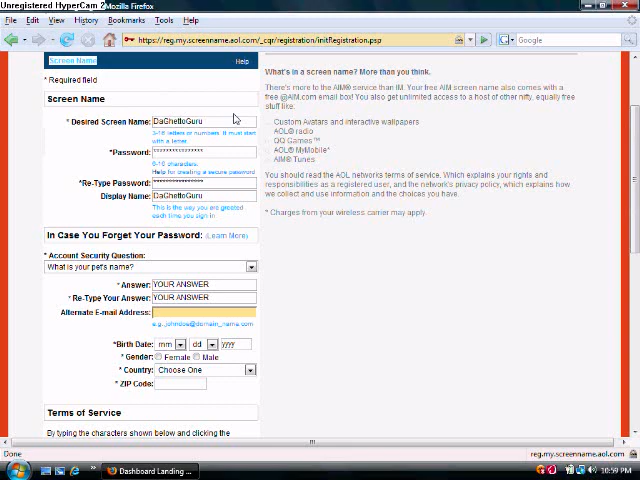 Unregistered HyperCam 2
Mozilla Firefox
File Edit View History Bookmarks Tools Help
https://reg.my.screenname.aol.com/_cqr/registration/initRegistration.psp
Google
Screen Name Help
* Required field
Screen Name
* Desired Screen Name: DaGhettoGuru
3-16 letters or numbers. It must start
with a letter.
*Password: ****************
6-16 characters.
Help for creating a secure password
*Re-Type Password: ****************
Display Name: DaGhettoGuru
This is the way you are greeted
each time you sign in
In Case You Forget Your Password: (Learn More)
* Account Security Question:
What is your pet's name?
* Answer: YOUR ANSWER
* Re-Type Your Answer: YOUR ANSWER
Alternate E-mail Address:
e.g.,johndoe@domain_name.com
*Birth Date: mm dd yyyy
* Gender: Female Male
* Country: Choose One
* ZIP Code:
Terms of Service
By typing the characters shown below and clicking the
What's in a screen name? More than you think.
There's more to the AIM® service than IM. Your free AIM screen name also comes with a
free @AIM.com email box! You also get unlimited access to a host of other nifty, equally free
stuff like:
Custom Avatars and interactive wallpapers
AOL® radio
QQ Games™
AOL® MyMobile*
AIM® Tunes
You should read the AOL networks terms of service. Which explains your rights and
responsibilities as a registered user, and the network's privacy policy, which explains how
we collect and use information and the choices you have.
* Charges from your wireless carrier may apply.
Done
reg.my.screenname.aol.com
Dashboard Landing ...
10:59 PM